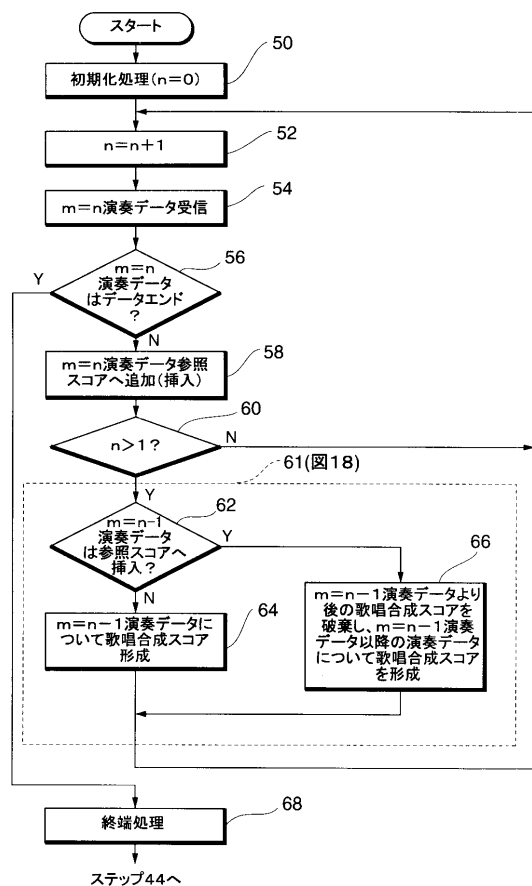 スタート
50
初期化処理(n=0)
52
n=n+1
54
m=n演奏データ受信
56
Y
m=n
演奏データ
はデータエンド
?
N
58
m=n演奏データ参照
スコアへ追加(挿入)
60
n>1?
N
61(図18)
Y
62
m=n-1
演奏データ
は参照スコアへ
挿入?
Y
N
66
64
m=n-1演奏データに
ついて歌唱合成スコア
形成
m=n-1演奏データより
後の歌唱合成スコアを
破棄し、m=n-1演奏
データ以降の演奏データ
について歌唱合成スコア
を形成
68
終端処理
ステップ44へ